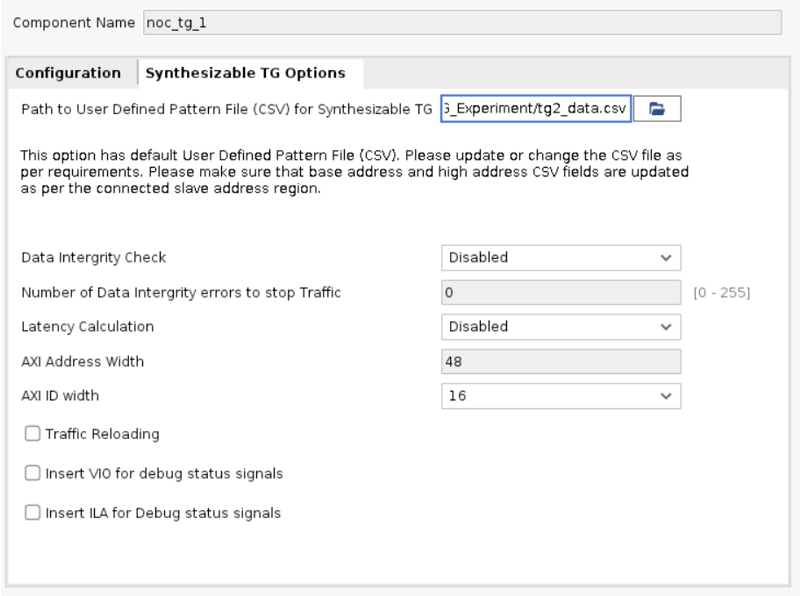 Component Name noc_tg_1
Configuration Synthesizable TG Options
Path to User Defined Pattern File (CSV) for Synthesizable TG G_Experiment/tg2_data.csv
This option has default User Defined Pattern File (CSV). Please update or change the CSV file as
per requirements. Please make sure that base address and high address CSV fields are updated
as per the connected slave address region.
Data Intergrity Check Disabled
Number of Data Intergrity errors to stop Traffic 0 [0 - 255]
Latency Calculation Disabled
AXI Address Width 48
AXI ID width 16
Traffic Reloading
Insert VIO for debug status signals
Insert ILA for Debug status signals